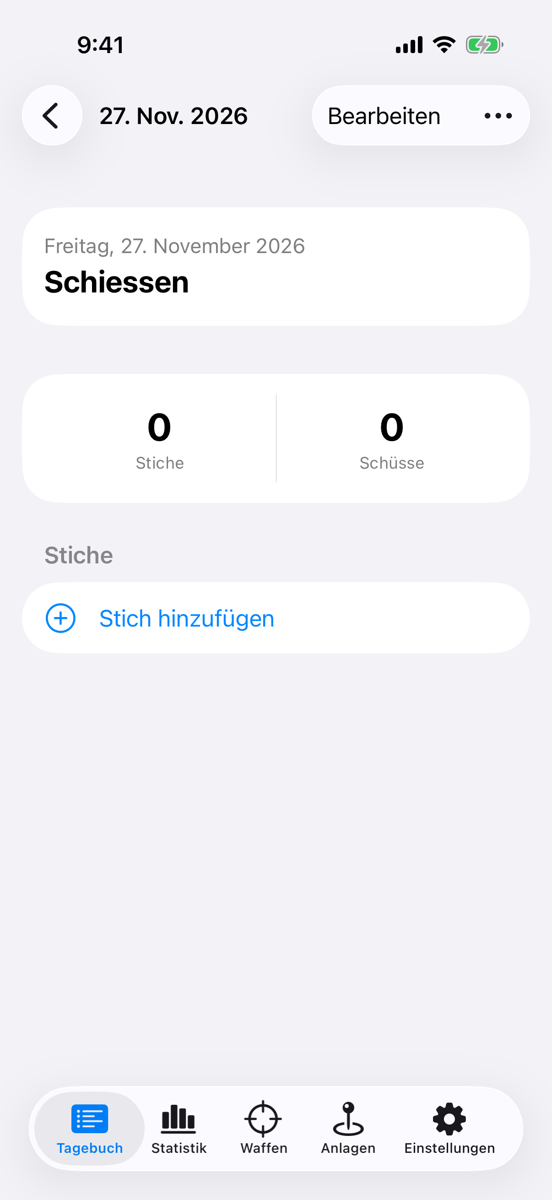 9:41
27. Nov. 2026
Bearbeiten
Freitag, 27. November 2026
Schiessen
0
Stiche
0
Schüsse
Stiche
Stich hinzufügen
Tagebuch
Statistik
Waffen
Anlagen
Einstellungen